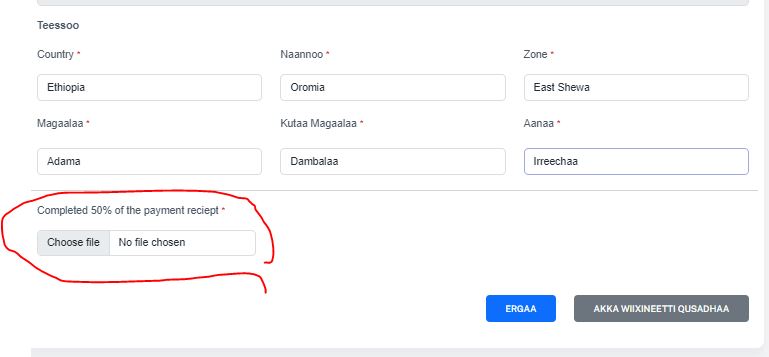 Teessoo
Country * Naannoo * Zone *
Ethiopia Oromia East Shewa
Magaalaa * Kutaa Magaalaa * Aanaa *
Adama Dambalaa Irreechaa
Completed 50% of the payment reciept *
Choose file No file chosen
ERGAA AKKA WIIXINEETTI QUSADHAA